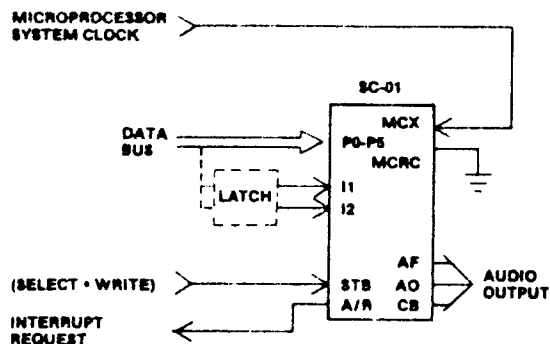 MICROPROCESSOR
SYSTEM CLOCK
SC-01
MCX
DATA
BUS
P0-P5
MCRC
LATCH
I1
I2
AF
(SELECT • WRITE)
STB
AO
AUDIO
OUTPUT
A/R
CB
INTERRUPT
REQUEST